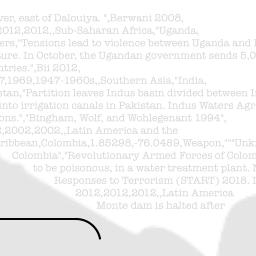 ver, east of Dalouiya. ",Berwani 2008,
2012,2012,,Sub-Saharan Africa,"Uganda,
ers,"Tensions lead to violence between Uganda and
ure. In October, the Ugandan government sends 5,0
ntries.",Bii 2012,
7,1969,1947-1960s,,Southern Asia,"India,
stan,"Partition leaves Indus basin divided between I
into irrigation canals in Pakistan. Indus Waters Agr
ons.","Bingham, Wolf, and Wohlegenant 1994",
2,2002,2002,,Latin America and the
ribbean,Colombia,1.85298,-76.0489,Weapon,"""Unk
Colombia","Revolutionary Armed Forces of Colom
to be poisonous, in a water treatment plant.
Responses to Terrorism (START) 2018.
2012,2012,2012,,Latin America
Monte dam is halted after